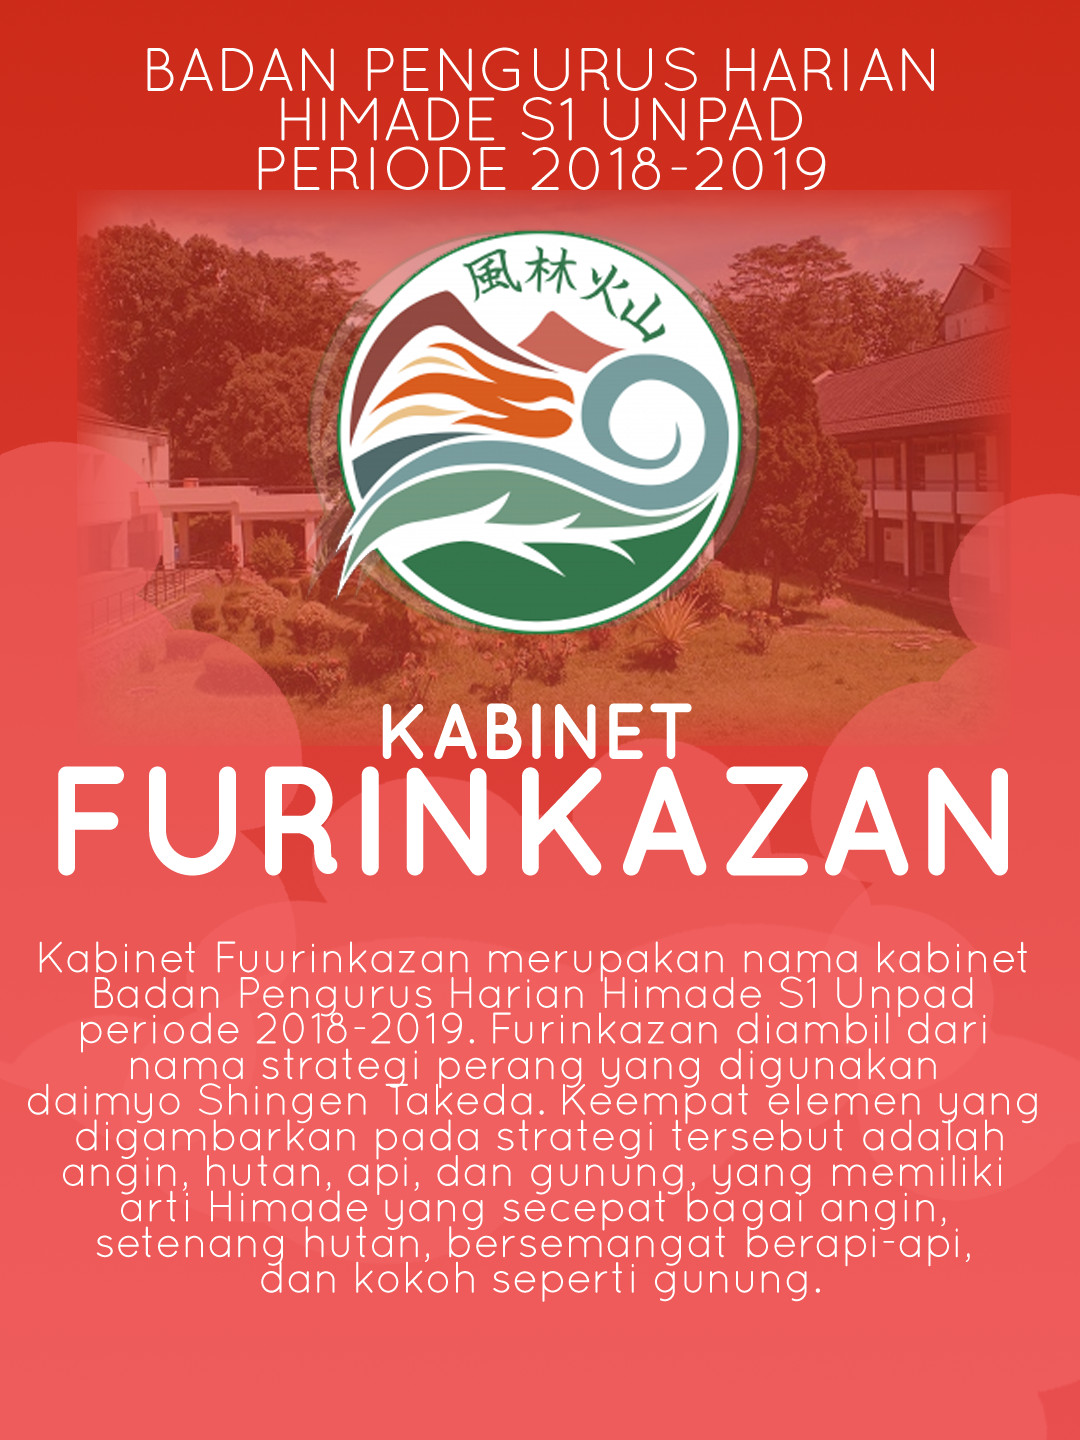 BADAN PENGURUS HARIAN
HIMADE S1 UNPAD
PERIODE 2018-2019
風林火山
KABINET
FURINKAZAN
Kabinet Fuurinkazan merupakan nama kabinet
Badan Pengurus Harian Himade S1 Unpad
periode 2018-2019. Furinkazan diambil dari
nama strategi perang yang digunakan
daimyo Shingen Takeda. Keempat elemen yang
digambarkan pada strategi tersebut adalah
angin, hutan, api, dan gunung, yang memiliki
arti Himade yang secepat bagai angin,
setenang hutan, bersemangat berapi-api,
dan kokoh seperti gunung.